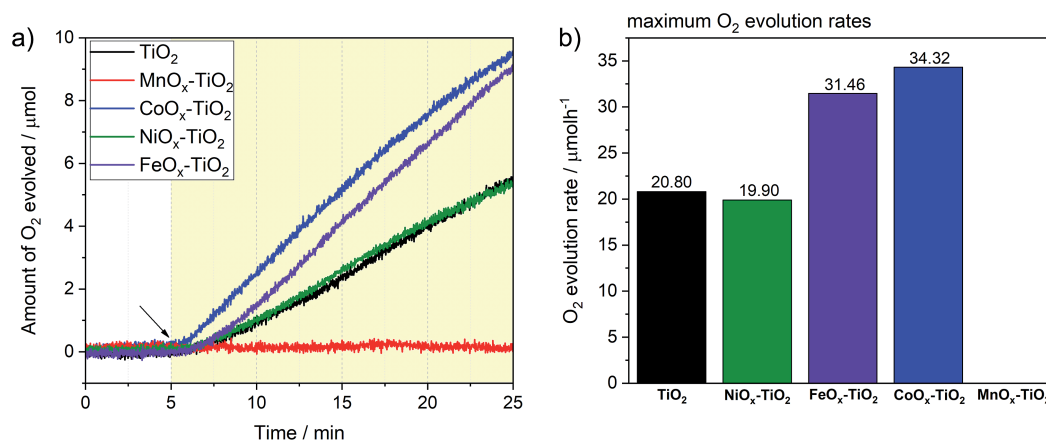 a)
10
8
6
4
2
0
Amount of O₂ evolved / μmol
TiO₂
MnOₓ-TiO₂
CoOₓ-TiO₂
NiOₓ-TiO₂
FeOₓ-TiO₂
0 5 10 15 20 25
Time / min
b)
maximum O₂ evolution rates
35
30
25
20
15
10
5
0
O₂ evolution rate / μmolh⁻¹
20.80
19.90
31.46
34.32
TiO₂ NiOₓ-TiO₂ FeOₓ-TiO₂ CoOₓ-TiO₂ MnOₓ-TiO₂